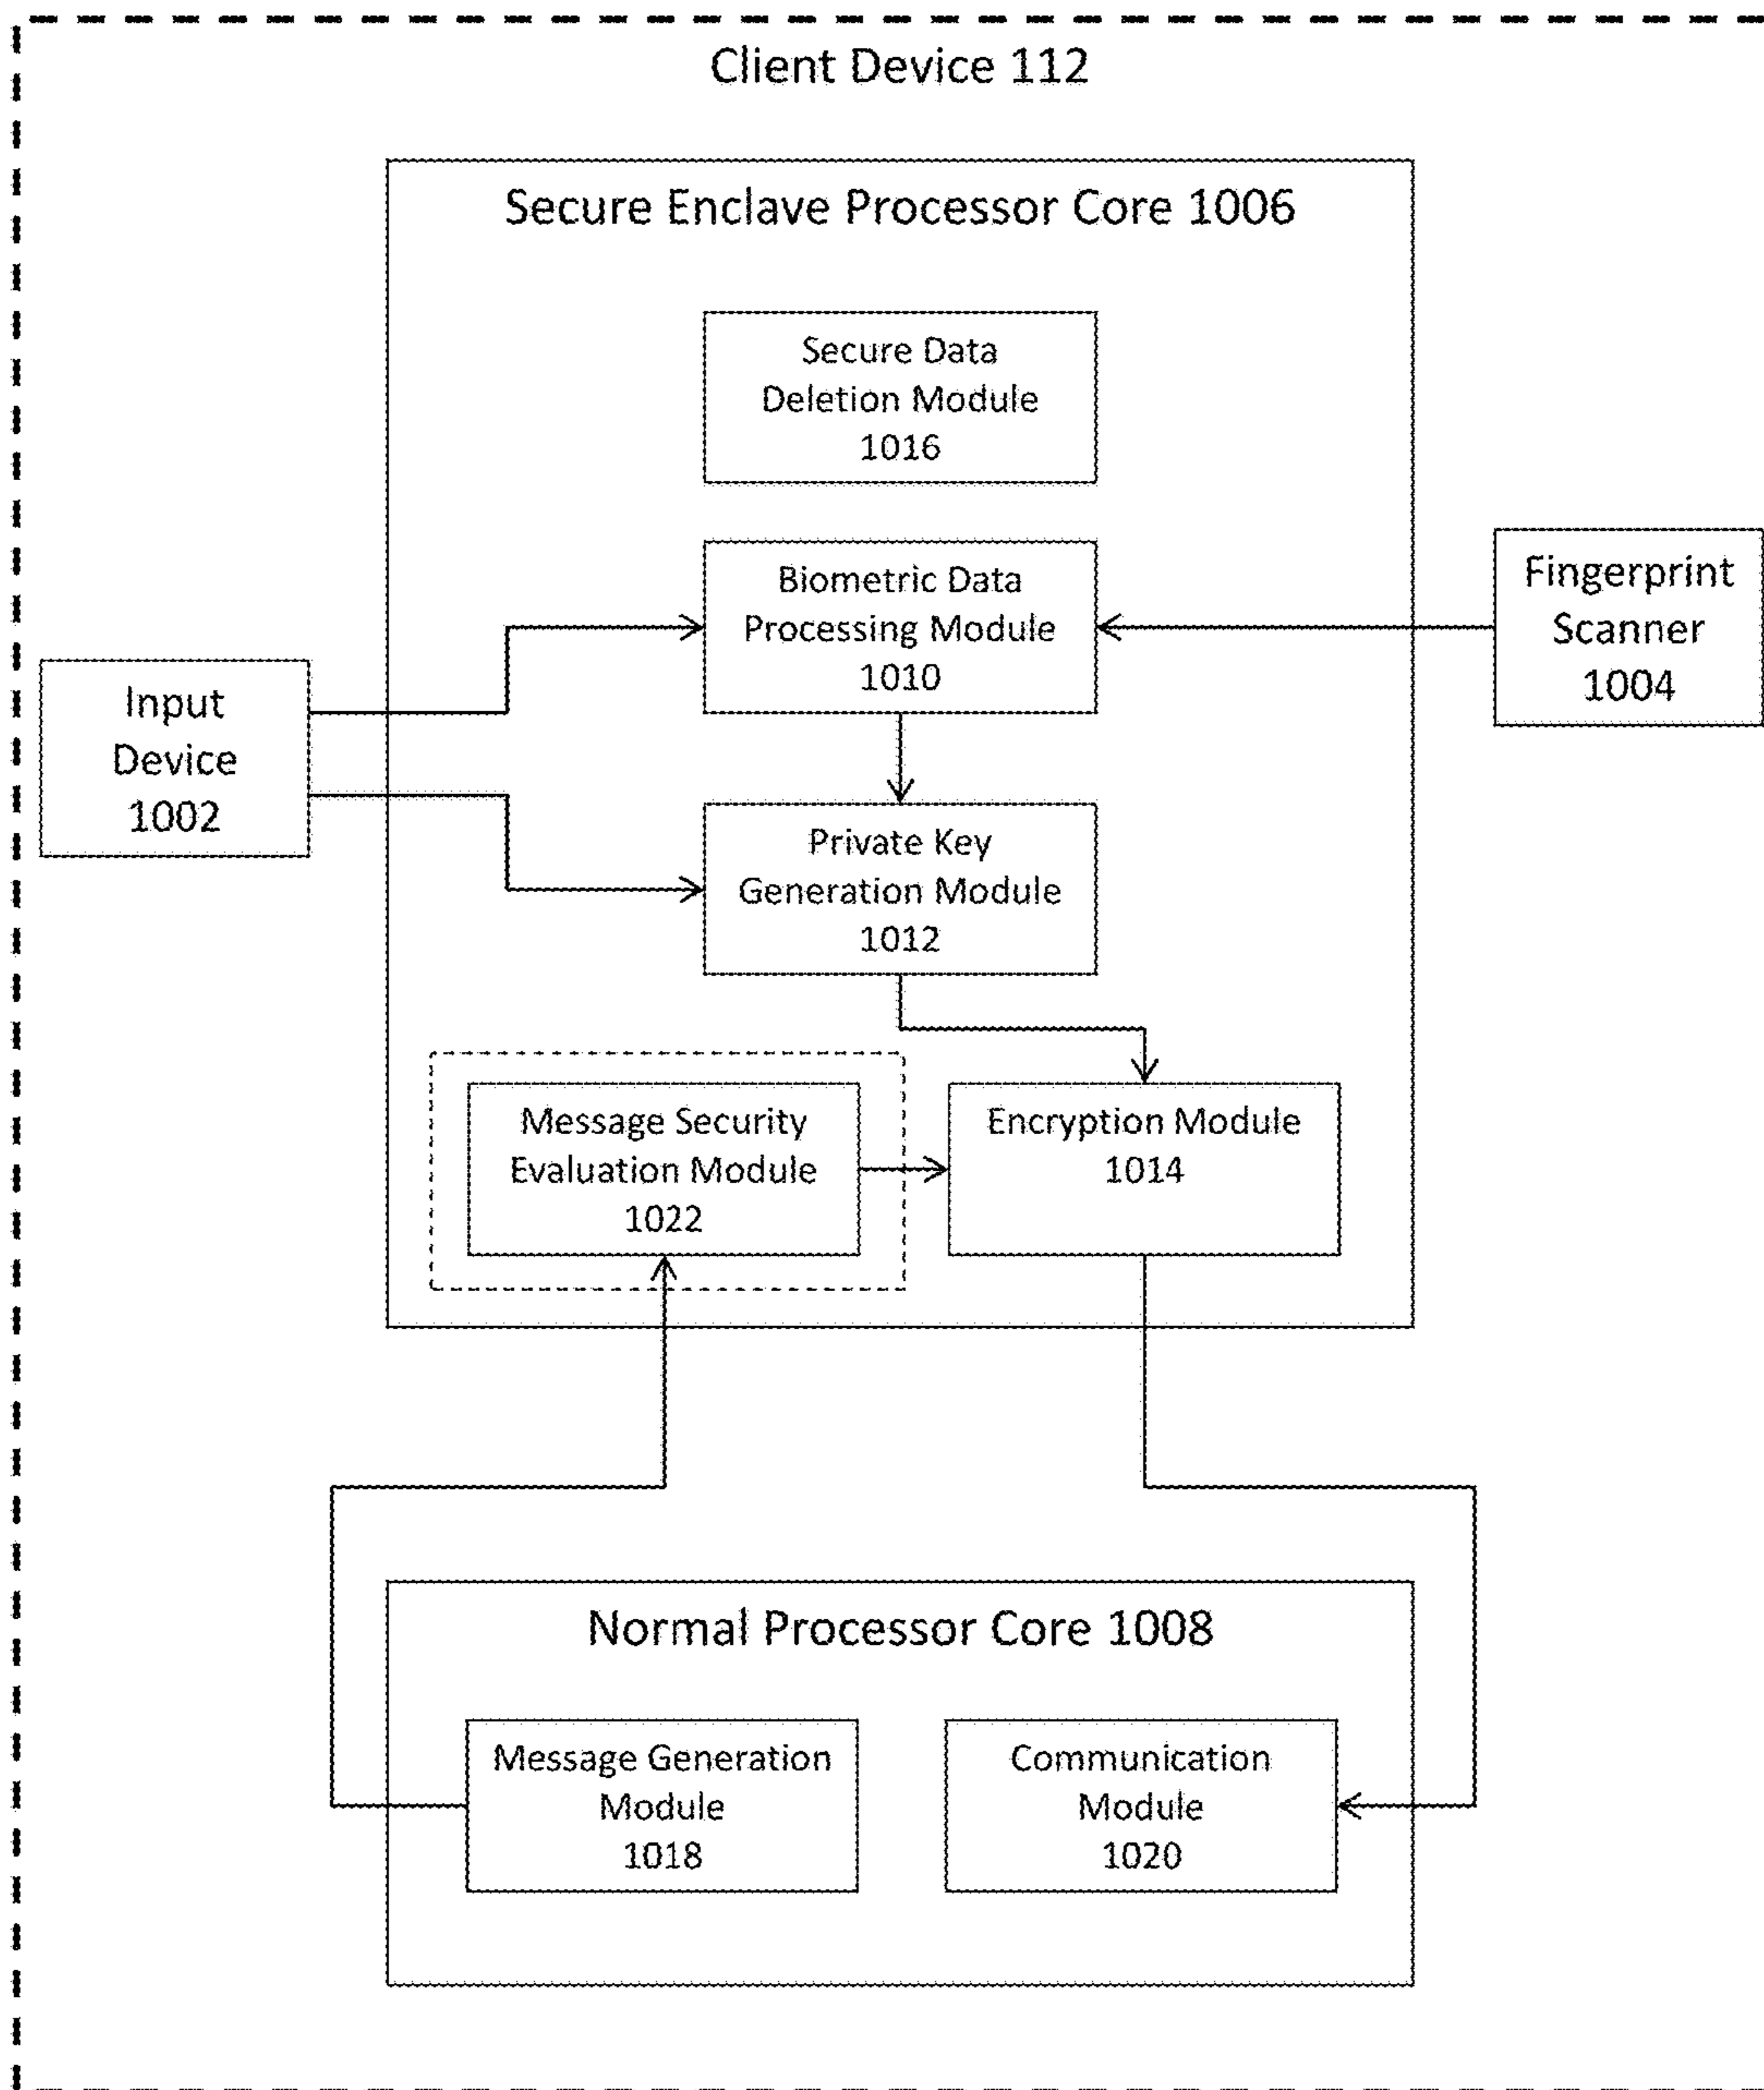 Client Device 112
Secure Enclave Processor Core 1006
Secure Data
Deletion Module
1016
Biometric Data
Processing Module
1010
Fingerprint
Scanner
1004
Input
Device
1002
Private Key
Generation Module
1012
Message Security
Evaluation Module
1022
Encryption Module
1014
Normal Processor Core 1008
Message Generation
Module
1018
Communication
Module
1020